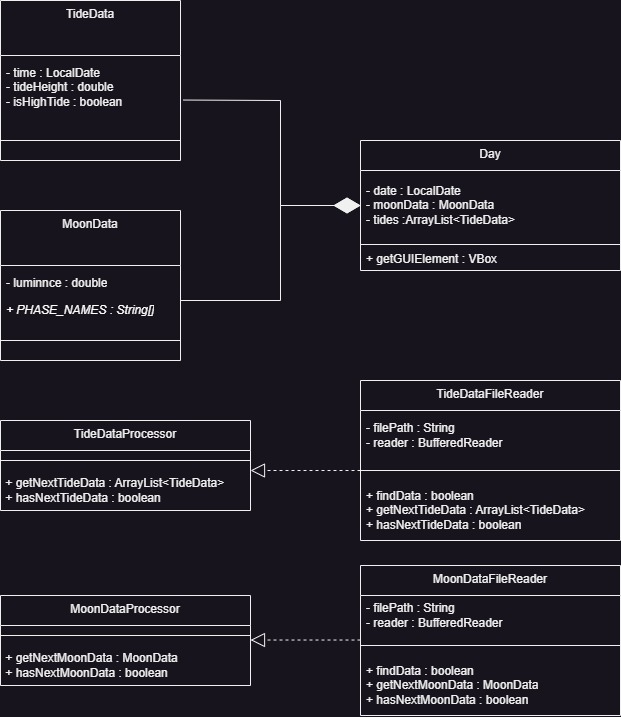 TideData
- time : LocalDate
- tideHeight : double
- isHighTide : boolean
Day
- date : LocalDate
- moonData : MoonData
- tides :ArrayList<TideData>
+ getGUIElement : VBox
MoonData
- luminnce : double
+ PHASE_NAMES : String[]
TideDataFileReader
- filePath : String
- reader : BufferedReader
+ findData : boolean
+ getNextTideData : ArrayList<TideData>
+ hasNextTideData : boolean
TideDataProcessor
+ getNextTideData : ArrayList<TideData>
+ hasNextTideData : boolean
MoonDataFileReader
- filePath : String
- reader : BufferedReader
+ findData : boolean
+ getNextMoonData : MoonData
+ hasNextMoonData : boolean
MoonDataProcessor
+ getNextMoonData : MoonData
+ hasNextMoonData : boolean